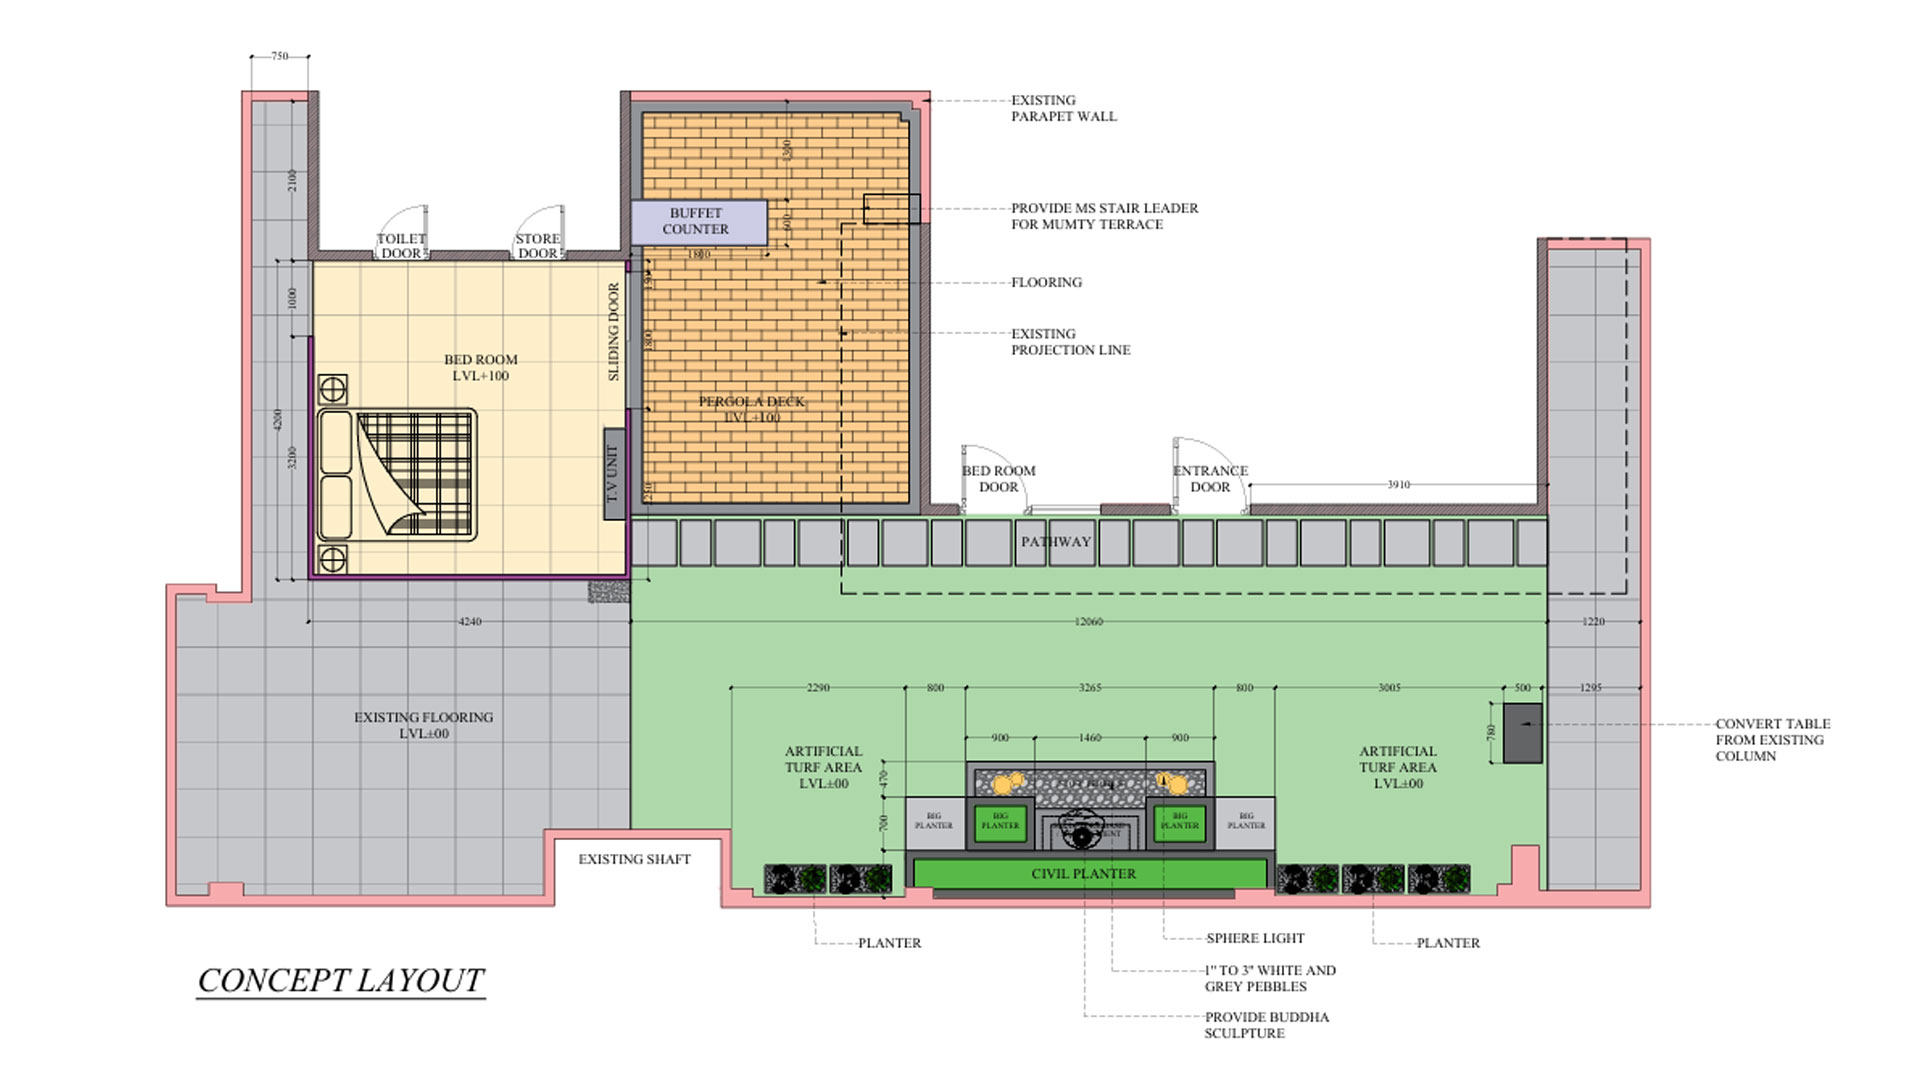 750
EXISTING
PARAPET WALL
1300
2100
BUFFET
COUNTER
600
PROVIDE MS STAIR LEADER
FOR MUMTY TERRACE
TOILET
DOOR
STORE
DOOR
1800
FLOORING
1000
SLIDING DOOR
1800
EXISTING
PROJECTION LINE
BED ROOM
LVL+100
PERGOLA DECK
LVL+100
4200
3200
T.V UNIT
BED ROOM
DOOR
ENTRANCE
DOOR
3910
PATHWAY
4240
12060
1220
2290
800
3265
800
3005
500
1295
EXISTING FLOORING
LVL±00
780
CONVERT TABLE
FROM EXISTING
COLUMN
900
1460
900
ARTIFICIAL
TURF AREA
LVL±00
ARTIFICIAL
TURF AREA
LVL±00
470
700
BIG
PLANTER
BIG
PLANTER
BIG
PLANTER
BIG
PLANTER
EXISTING SHAFT
CIVIL PLANTER
PLANTER
SPHERE LIGHT
PLANTER
1" TO 3" WHITE AND
GREY PEBBLES
PROVIDE BUDDHA
SCULPTURE
CONCEPT LAYOUT